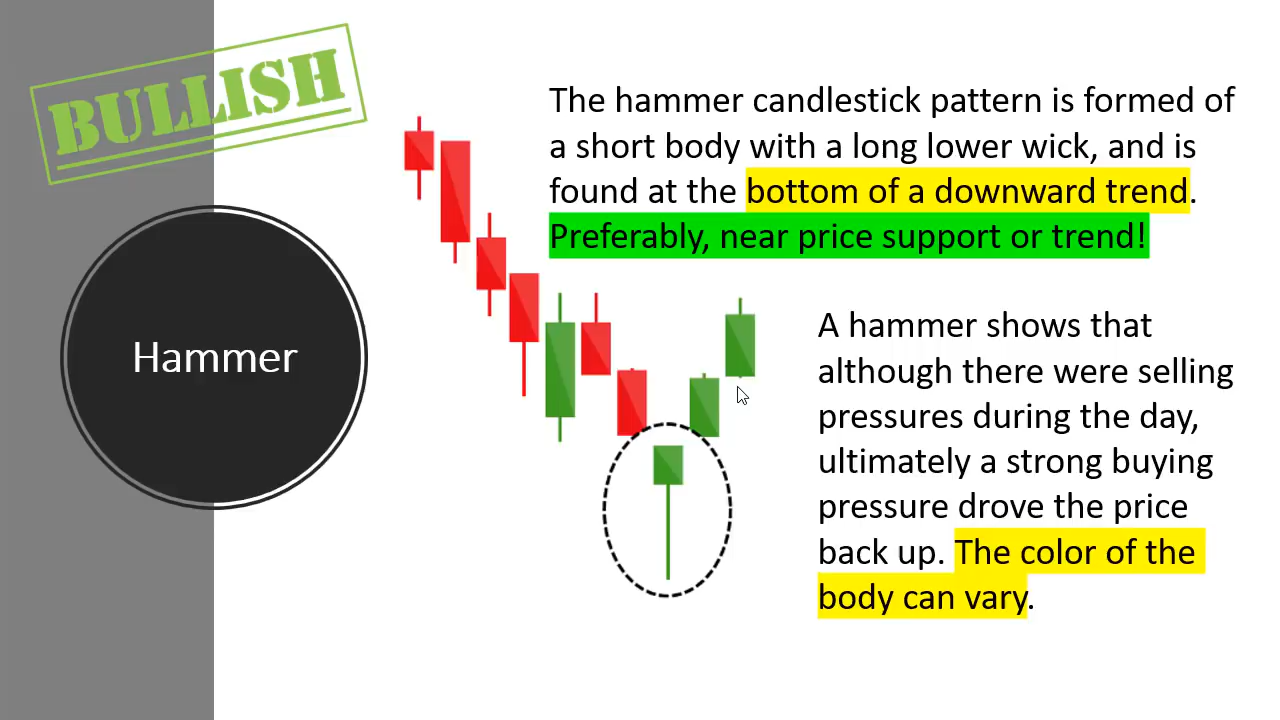 BULLISH
The hammer candlestick pattern is formed of
a short body with a long lower wick, and is
found at the bottom of a downward trend.
Preferably, near price support or trend!
Hammer
A hammer shows that
although there were selling
pressures during the day,
ultimately a strong buying
pressure drove the price
back up. The color of the
body can vary.